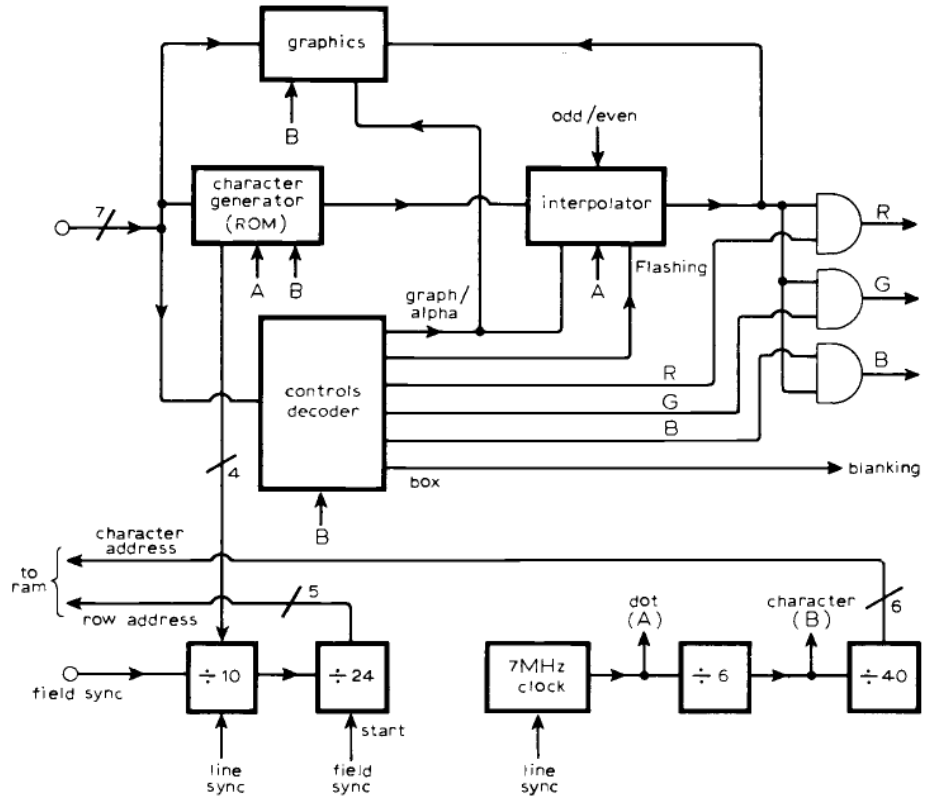 graphics
B
odd/even
7
character
generator
(ROM)
interpolator
R
A
B
A
Flashing
G
graph/
alpha
B
controls
decoder
R
G
B
4
box
blanking
B
character
address
to
ram
5
row address
dot
(A)
character
(B)
6
field sync
÷10
÷24
7MHz
clock
÷6
÷40
start
line
sync
field
sync
line
sync